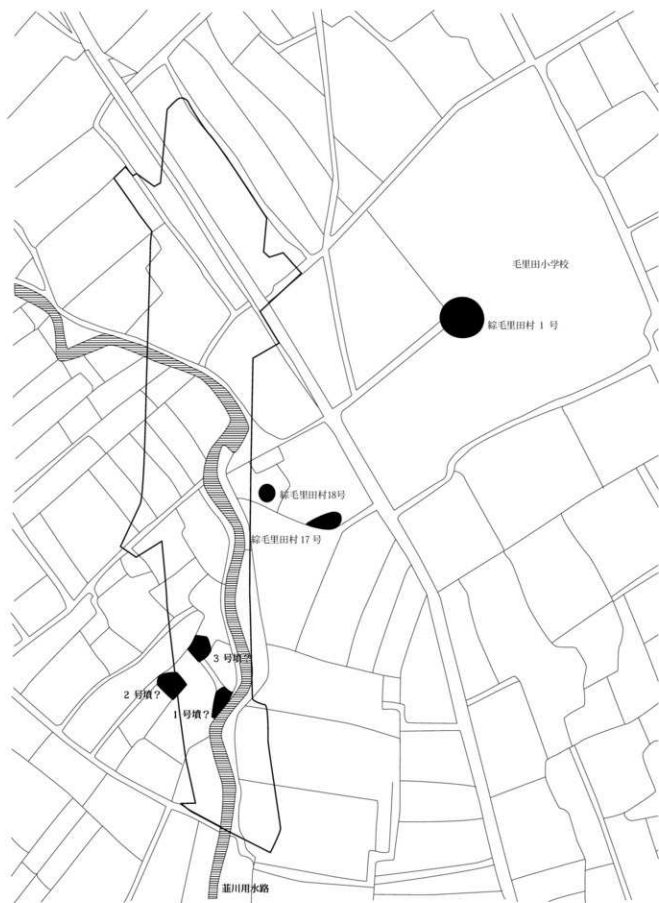 毛里田小学校
綜毛里田村 1 号
綜毛里田村18号
綜毛里田村 17 号
3 号墳？
2 号墳？
1 号墳？
韮川用水路